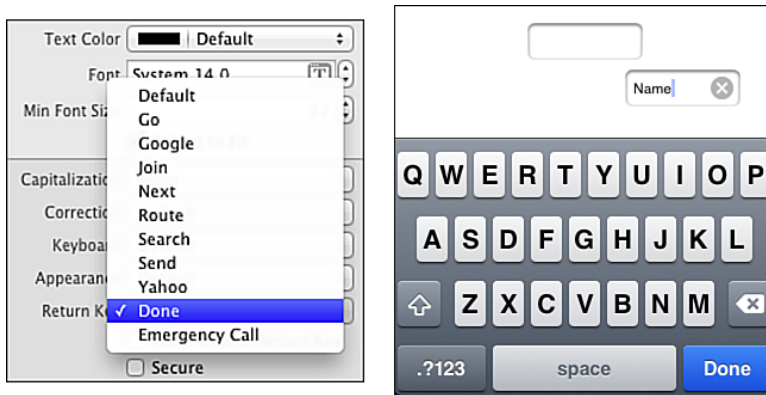 Text Color Default
Font System 14.0 T
Min Font Siz 17
Default
Go
Google
Join
Next
Route
Search
Send
Yahoo
✓ Done
Emergency Call
Capitalizatio
Correctio
Keyboa
Appearan
Return K
Secure
Name
Q W E R T Y U I O P
A S D F G H J K L
Z X C V B N M
.?123 space Done